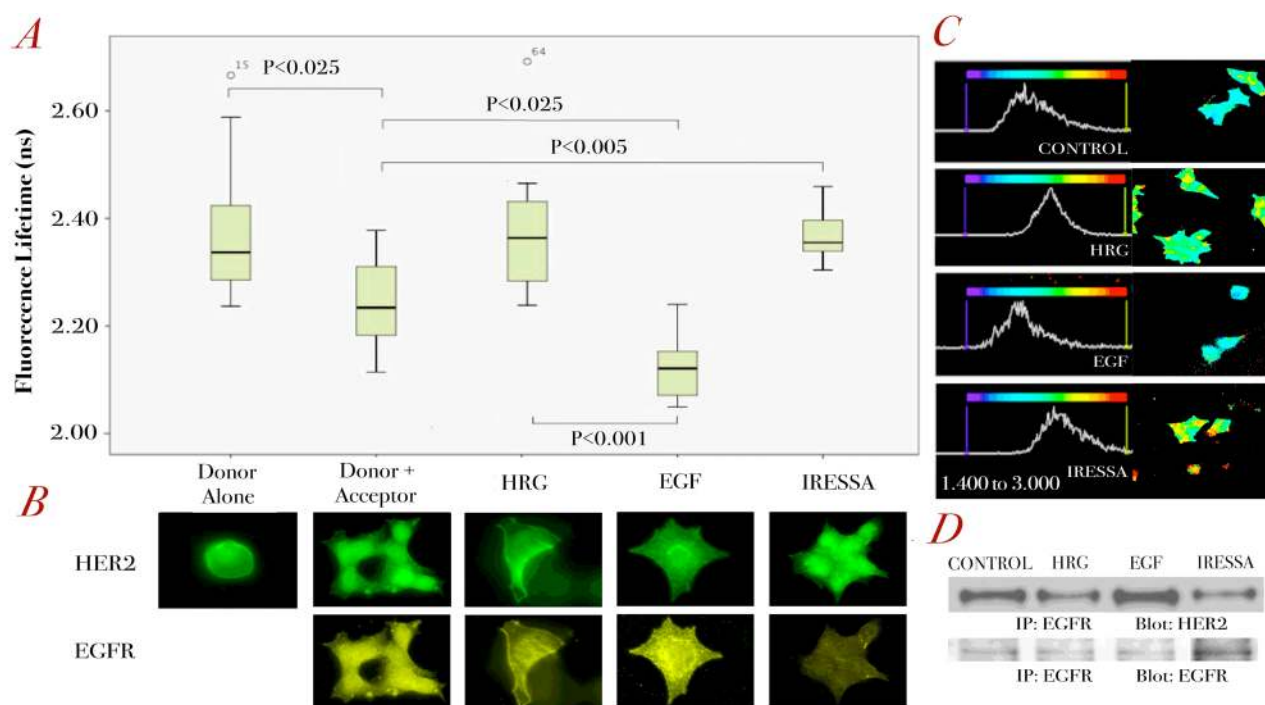 A
15
64
P<0.025
P<0.025
P<0.005
2.60
2.40
2.20
2.00
Fluorecence Lifetime (ns)
P<0.001
Donor Alone
Donor + Acceptor
HRG
EGF
IRESSA
B
HER2
EGFR
C
CONTROL
HRG
EGF
IRESSA
1.400 to 3.000
D
CONTROL HRG EGF IRESSA
IP: EGFR Blot: HER2
IP: EGFR Blot: EGFR